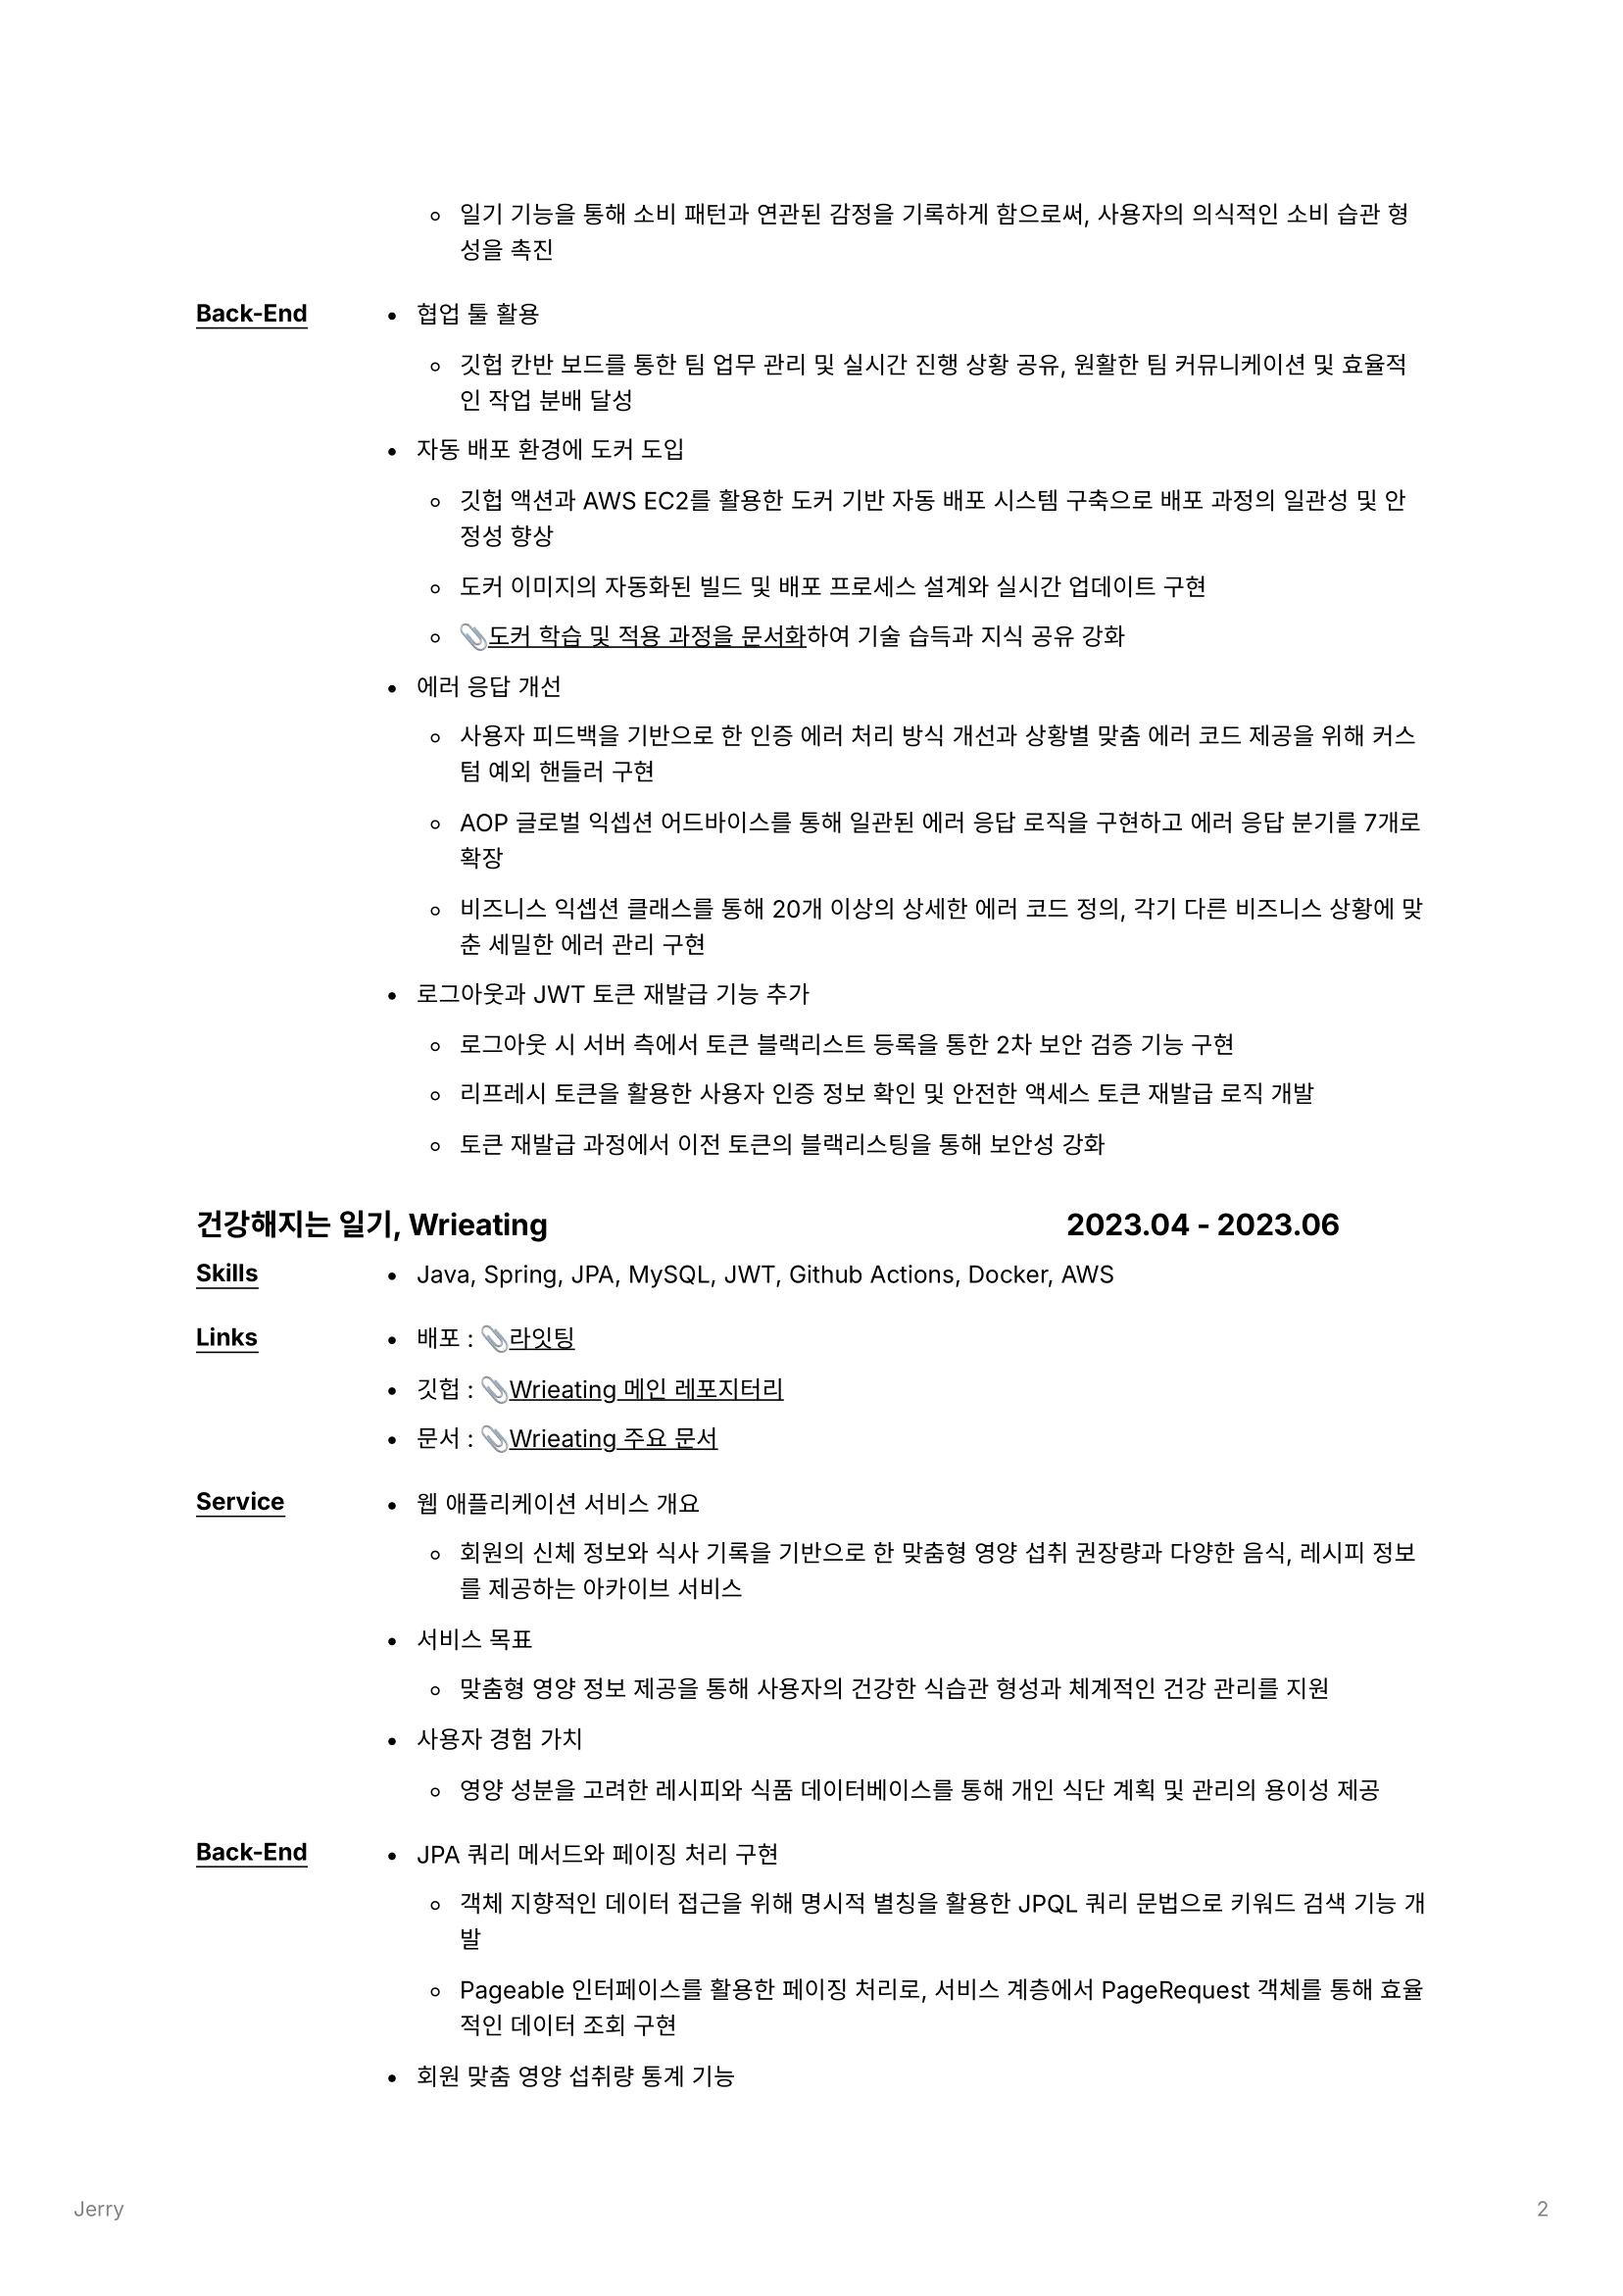 일기 기능을 통해 소비 패턴과 연관된 감정을 기록하게 함으로써, 사용자의 의식적인 소비 습관 형
성을 촉진
Back-End
협업 툴 활용
깃헙 칸반 보드를 통한 팀 업무 관리 및 실시간 진행 상황 공유, 원활한 팀 커뮤니케이션 및 효율적
인 작업 분배 달성
자동 배포 환경에 도커 도입
깃헙 액션과 AWS EC2를 활용한 도커 기반 자동 배포 시스템 구축으로 배포 과정의 일관성 및 안
정성 향상
도커 이미지의 자동화된 빌드 및 배포 프로세스 설계와 실시간 업데이트 구현
📎도커 학습 및 적용 과정을 문서화하여 기술 습득과 지식 공유 강화
에러 응답 개선
사용자 피드백을 기반으로 한 인증 에러 처리 방식 개선과 상황별 맞춤 에러 코드 제공을 위해 커스
텀 예외 핸들러 구현
AOP 글로벌 익셉션 어드바이스를 통해 일관된 에러 응답 로직을 구현하고 에러 응답 분기를 7개로
확장
비즈니스 익셉션 클래스를 통해 20개 이상의 상세한 에러 코드 정의, 각기 다른 비즈니스 상황에 맞
춘 세밀한 에러 관리 구현
로그아웃과 JWT 토큰 재발급 기능 추가
로그아웃 시 서버 측에서 토큰 블랙리스트 등록을 통한 2차 보안 검증 기능 구현
리프레시 토큰을 활용한 사용자 인증 정보 확인 및 안전한 액세스 토큰 재발급 로직 개발
토큰 재발급 과정에서 이전 토큰의 블랙리스팅을 통해 보안성 강화
건강해지는 일기, Wrieating 2023.04 - 2023.06
Skills
Java, Spring, JPA, MySQL, JWT, Github Actions, Docker, AWS
Links
배포 : 📎라잇팅
깃헙 : 📎Wrieating 메인 레포지터리
문서 : 📎Wrieating 주요 문서
Service
웹 애플리케이션 서비스 개요
회원의 신체 정보와 식사 기록을 기반으로 한 맞춤형 영양 섭취 권장량과 다양한 음식, 레시피 정보
를 제공하는 아카이브 서비스
서비스 목표
맞춤형 영양 정보 제공을 통해 사용자의 건강한 식습관 형성과 체계적인 건강 관리를 지원
사용자 경험 가치
영양 성분을 고려한 레시피와 식품 데이터베이스를 통해 개인 식단 계획 및 관리의 용이성 제공
Back-End
JPA 쿼리 메서드와 페이징 처리 구현
객체 지향적인 데이터 접근을 위해 명시적 별칭을 활용한 JPQL 쿼리 문법으로 키워드 검색 기능 개
발
Pageable 인터페이스를 활용한 페이징 처리로, 서비스 계층에서 PageRequest 객체를 통해 효율
적인 데이터 조회 구현
회원 맞춤 영양 섭취량 통계 기능
Jerry 2